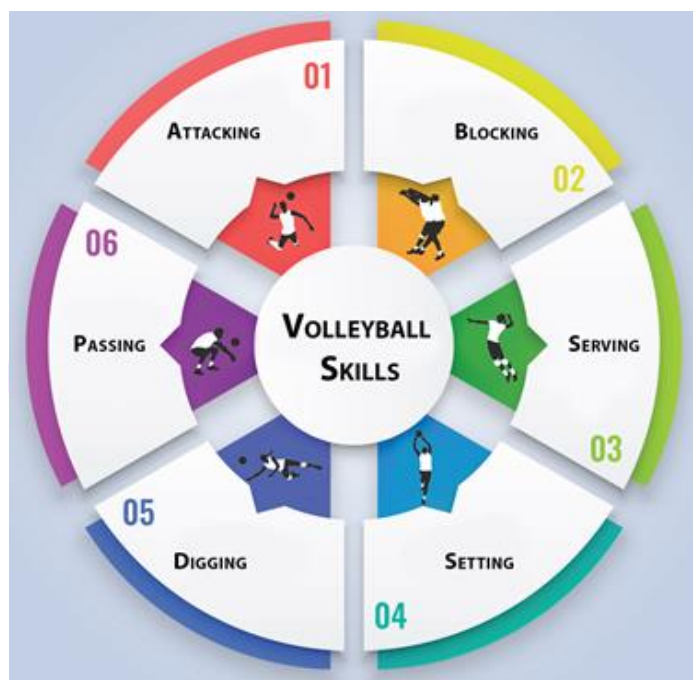 01
ATTACKING
BLOCKING
02
SERVING
03
SETTING
04
05
DIGGING
06
PASSING
VOLLEYBALL
SKILLS